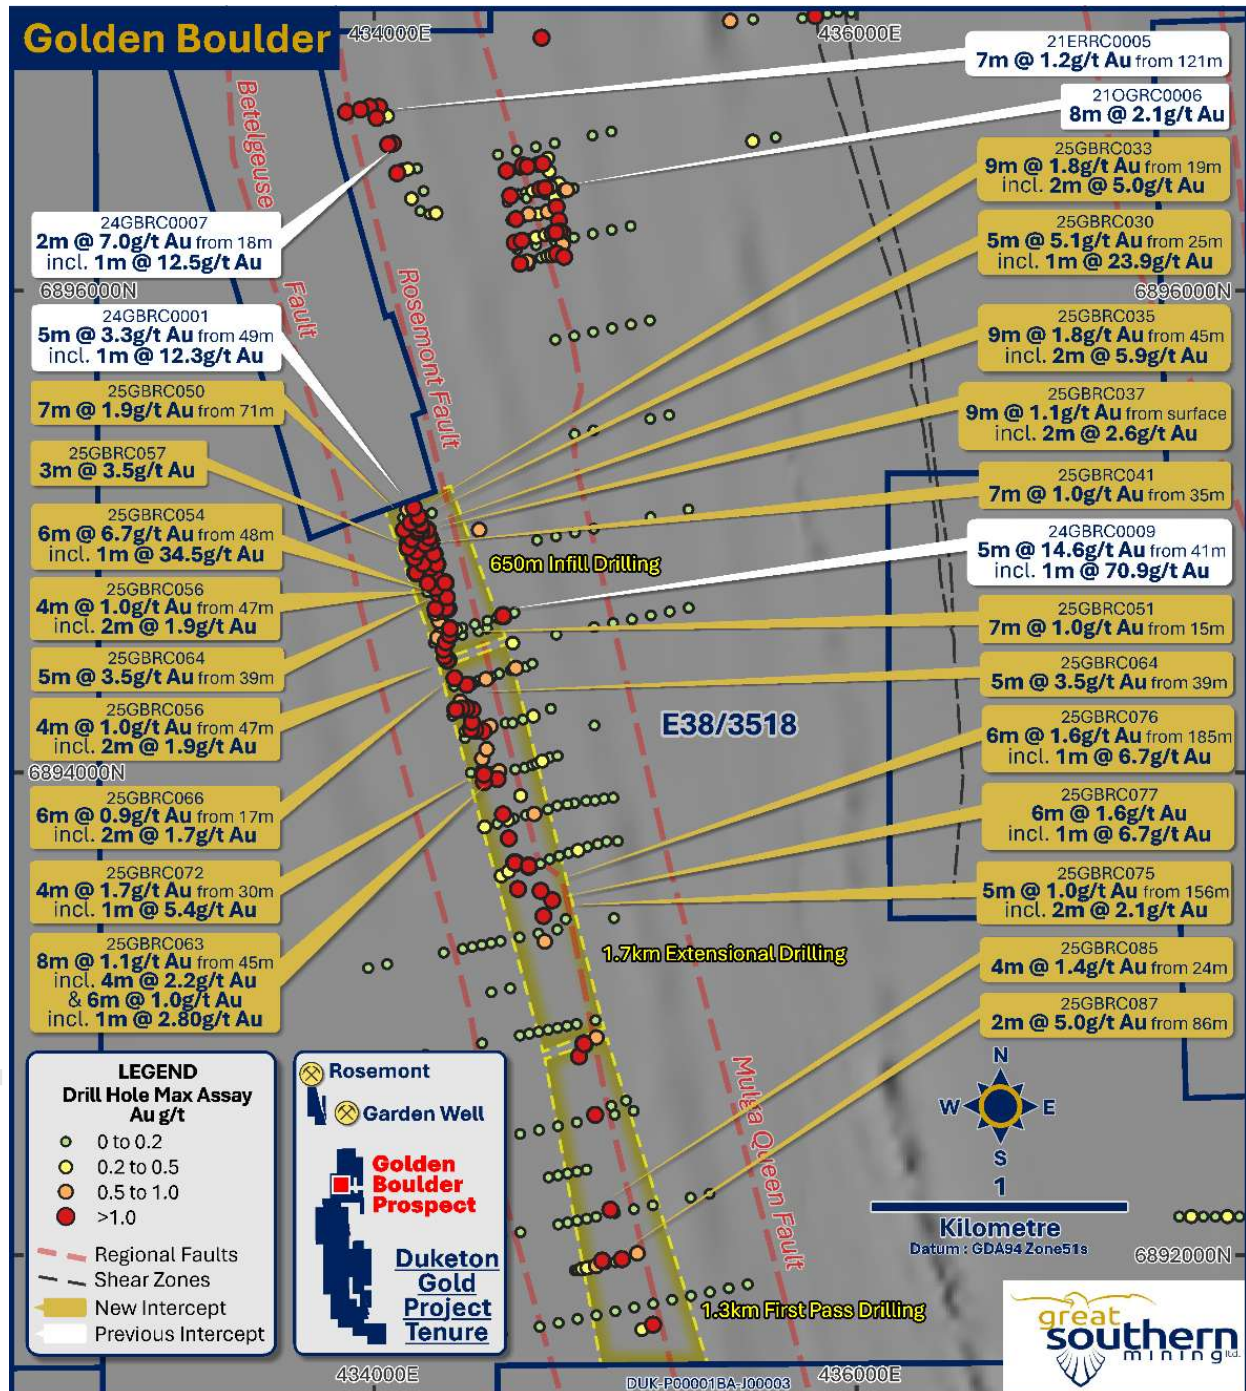 Golden Boulder
434000E
436000E
21ERRC0005
7m @ 1.2g/t Au from 121m
21OGRC0006
8m @ 2.1g/t Au
25GBRC033
9m @ 1.8g/t Au from 19m
incl. 2m @ 5.0g/t Au
25GBRC030
5m @ 5.1g/t Au from 25m
incl. 1m @ 23.9g/t Au
6896000N
25GBRC035
9m @ 1.8g/t Au from 45m
incl. 2m @ 5.9g/t Au
25GBRC037
9m @ 1.1g/t Au from surface
incl. 2m @ 2.6g/t Au
25GBRC041
7m @ 1.0g/t Au from 35m
24GBRC0009
5m @ 14.6g/t Au from 41m
incl. 1m @ 70.9g/t Au
25GBRC051
7m @ 1.0g/t Au from 15m
25GBRC064
5m @ 3.5g/t Au from 39m
25GBRC076
6m @ 1.6g/t Au from 185m
incl. 1m @ 6.7g/t Au
25GBRC077
6m @ 1.6g/t Au
incl. 1m @ 6.7g/t Au
25GBRC075
5m @ 1.0g/t Au from 156m
incl. 2m @ 2.1g/t Au
25GBRC085
4m @ 1.4g/t Au from 24m
25GBRC087
2m @ 5.0g/t Au from 86m
Betelgeuse
Fault
Rosemont Fault
Mulga Queen Fault
24GBRC0007
2m @ 7.0g/t Au from 18m
incl. 1m @ 12.5g/t Au
6896000N
24GBRC0001
5m @ 3.3g/t Au from 49m
incl. 1m @ 12.3g/t Au
25GBRC050
7m @ 1.9g/t Au from 71m
25GBRC057
3m @ 3.5g/t Au
25GBRC054
6m @ 6.7g/t Au from 48m
incl. 1m @ 34.5g/t Au
25GBRC056
4m @ 1.0g/t Au from 47m
incl. 2m @ 1.9g/t Au
25GBRC064
5m @ 3.5g/t Au from 39m
25GBRC056
4m @ 1.0g/t Au from 47m
incl. 2m @ 1.9g/t Au
6894000N
25GBRC066
6m @ 0.9g/t Au from 17m
incl. 2m @ 1.7g/t Au
25GBRC072
4m @ 1.7g/t Au from 30m
incl. 1m @ 5.4g/t Au
25GBRC063
8m @ 1.1g/t Au from 45m
incl. 4m @ 2.2g/t Au
& 6m @ 1.0g/t Au
incl. 1m @ 2.80g/t Au
650m Infill Drilling
E38/3518
1.7km Extensional Drilling
1.3km First Pass Drilling
LEGEND
Drill Hole Max Assay
Au g/t
0 to 0.2
0.2 to 0.5
0.5 to 1.0
>1.0
Regional Faults
Shear Zones
New Intercept
Previous Intercept
Rosemont
Garden Well
Golden
Boulder
Prospect
Duketon
Gold
Project
Tenure
N
W
E
S
1
Kilometre
Datum : GDA94 Zone51s
6892000N
great
southern
mining ltd.
434000E
436000E
DUK-P00001BA-J00003